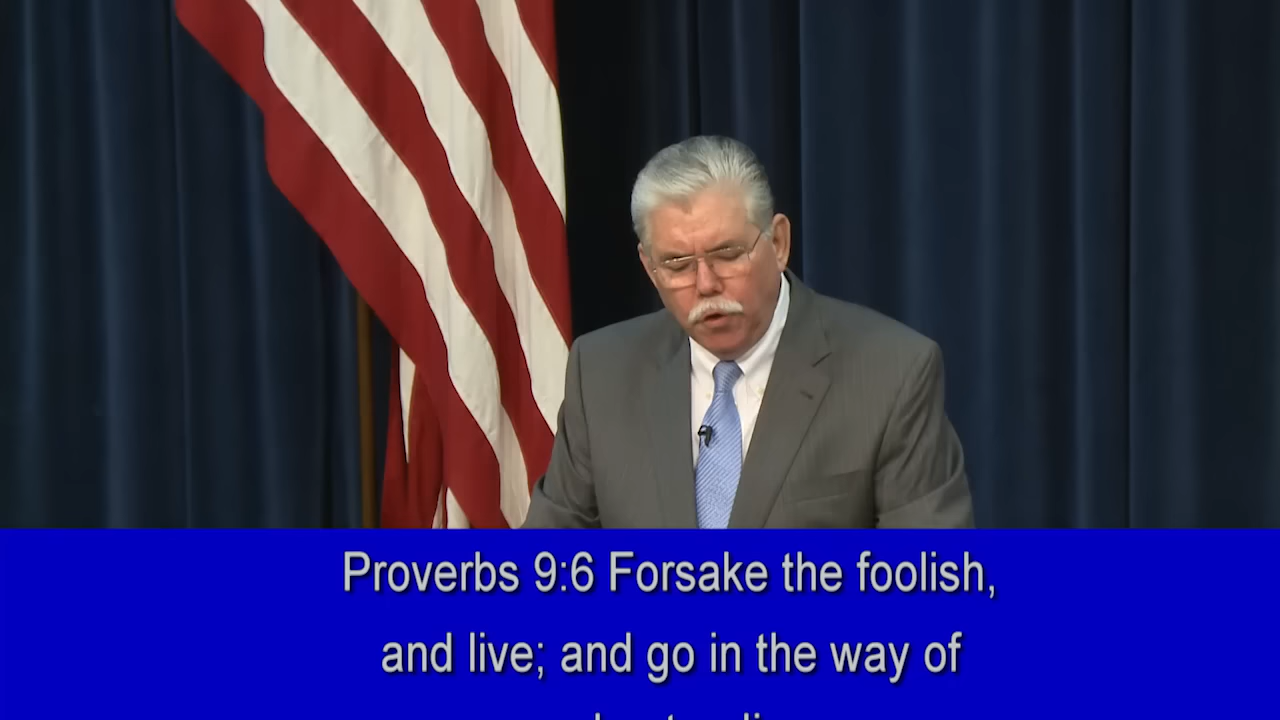 Proverbs 9:6 Forsake the foolish,
and live; and go in the way of